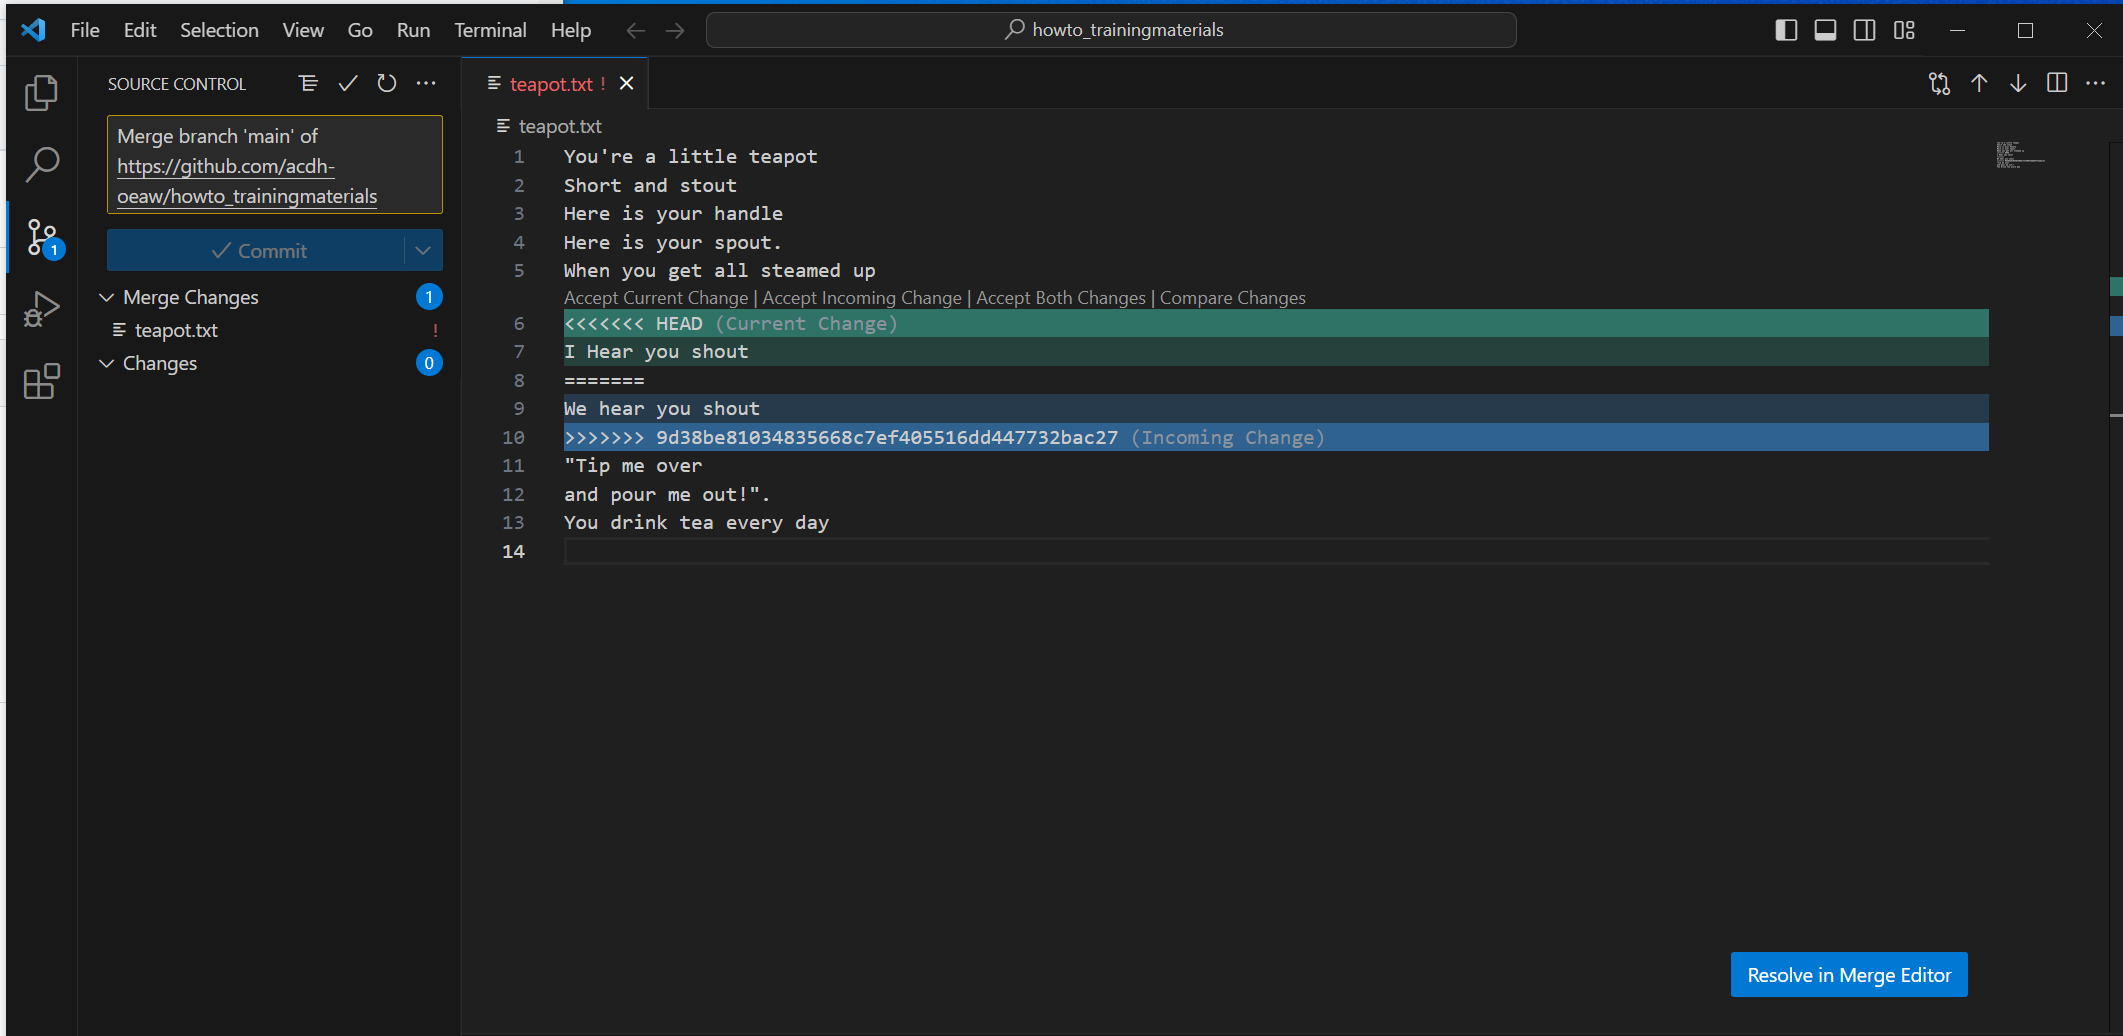 File Edit Selection View Go Run Terminal Help howto_trainingmaterials
SOURCE CONTROL
Merge branch 'main' of
https://github.com/acdh-
oeaw/howto_trainingmaterials
Commit
Merge Changes 1
teapot.txt !
Changes 0
1
teapot.txt !
teapot.txt
1 You're a little teapot
2 Short and stout
3 Here is your handle
4 Here is your spout.
5 When you get all steamed up
Accept Current Change | Accept Incoming Change | Accept Both Changes | Compare Changes
6 <<<<<<< HEAD (Current Change)
7 I Hear you shout
8 =======
9 We hear you shout
10 >>>>>>> 9d38be81034835668c7ef405516dd447732bac27 (Incoming Change)
11 "Tip me over
12 and pour me out!".
13 You drink tea every day
14
Resolve in Merge Editor